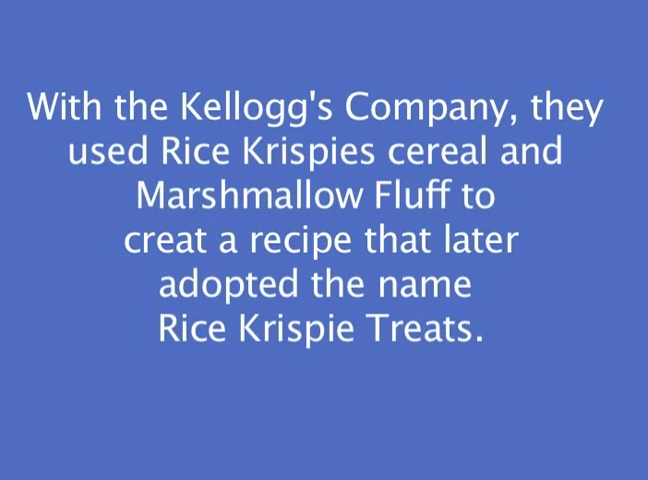 With the Kellogg's Company, they
used Rice Krispies cereal and
Marshmallow Fluff to
creat a recipe that later
adopted the name
Rice Krispie Treats.